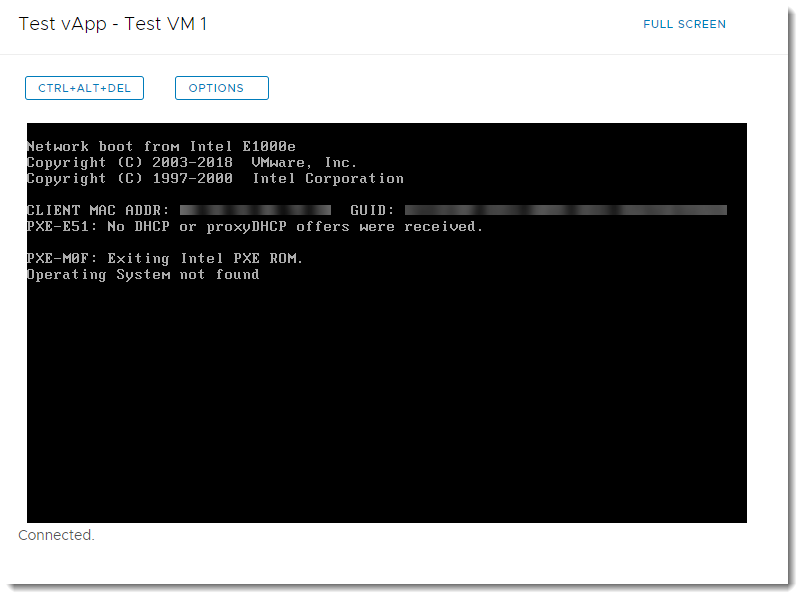 Test vApp - Test VM 1
FULL SCREEN
CTRL+ALT+DEL
OPTIONS
Network boot from Intel E1000e
Copyright (C) 2003-2018  VMware, Inc.
Copyright (C) 1997-2000  Intel Corporation
CLIENT MAC ADDR: GUID:
PXE-E51: No DHCP or proxyDHCP offers were received.
PXE-M0F: Exiting Intel PXE ROM.
Operating System not found
Connected.